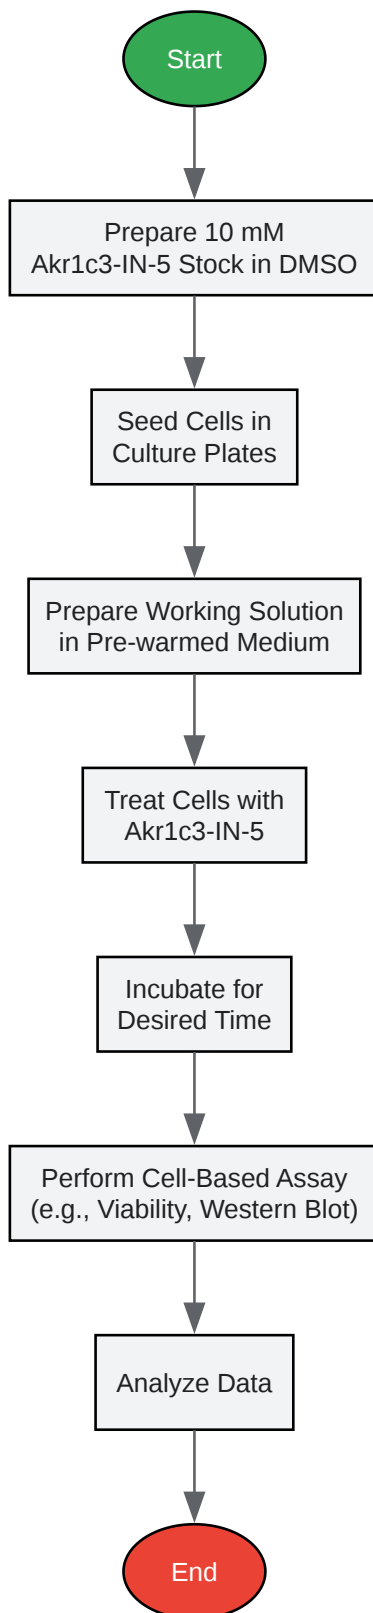 Start
Prepare 10 mM
Akr1c3-IN-5 Stock in DMSO
Seed Cells in
Culture Plates
Prepare Working Solution
in Pre-warmed Medium
Treat Cells with
Akr1c3-IN-5
Incubate for
Desired Time
Perform Cell-Based Assay
(e.g., Viability, Western Blot)
Analyze Data
End